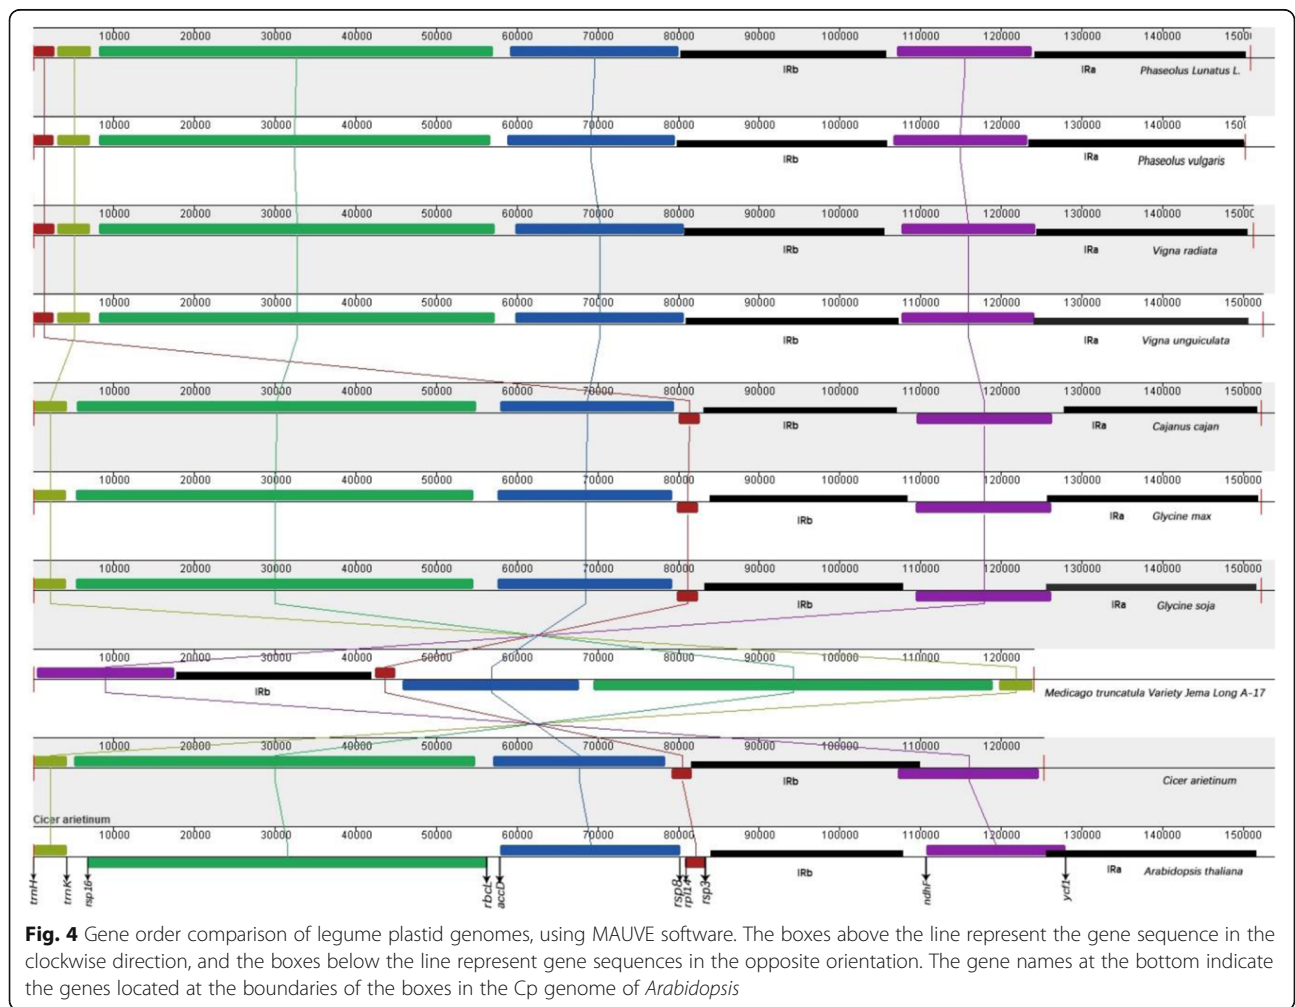 10000 20000 30000 40000 50000 60000 70000 80000 90000 100000 110000 120000 130000 140000 1500
IRb IRa Phaseolus Lunatus L.
10000 20000 30000 40000 50000 60000 70000 80000 90000 100000 110000 120000 130000 140000 150
IRb IRa Phaseolus vulgaris
10000 20000 30000 40000 50000 60000 70000 80000 90000 100000 110000 120000 130000 140000 1500
IRb IRa Vigna radiata
10000 20000 30000 40000 50000 60000 70000 80000 90000 100000 110000 120000 130000 140000 150000
IRb IRa Vigna unguiculata
10000 20000 30000 40000 50000 60000 70000 80000 90000 100000 110000 120000 130000 140000 150000
IRb IRa Cajanus cajan
10000 20000 30000 40000 50000 60000 70000 80000 90000 100000 110000 120000 130000 140000 150000
IRb IRa Glycine max
10000 20000 30000 40000 50000 60000 70000 80000 90000 100000 110000 120000 130000 140000 150000
IRb IRa Glycine soja
10000 20000 30000 40000 50000 60000 70000 80000 90000 100000 110000 120000
IRb Medicago truncatula Variety Jema Long A-17
10000 20000 30000 40000 50000 60000 70000 80000 90000 100000 110000 120000
IRb Cicer arietinum
Cicer arietinum
10000 20000 30000 40000 50000 60000 70000 80000 90000 100000 110000 120000 130000 140000 150000
IRb IRa Arabidopsis thaliana
trnH trnK rsp16 rbcL accD rsp8 rpl14 rsp3 ndhF ycf1
Fig. 4 Gene order comparison of legume plastid genomes, using MAUVE software. The boxes above the line represent the gene sequence in the
clockwise direction, and the boxes below the line represent gene sequences in the opposite orientation. The gene names at the bottom indicate
the genes located at the boundaries of the boxes in the Cp genome of Arabidopsis